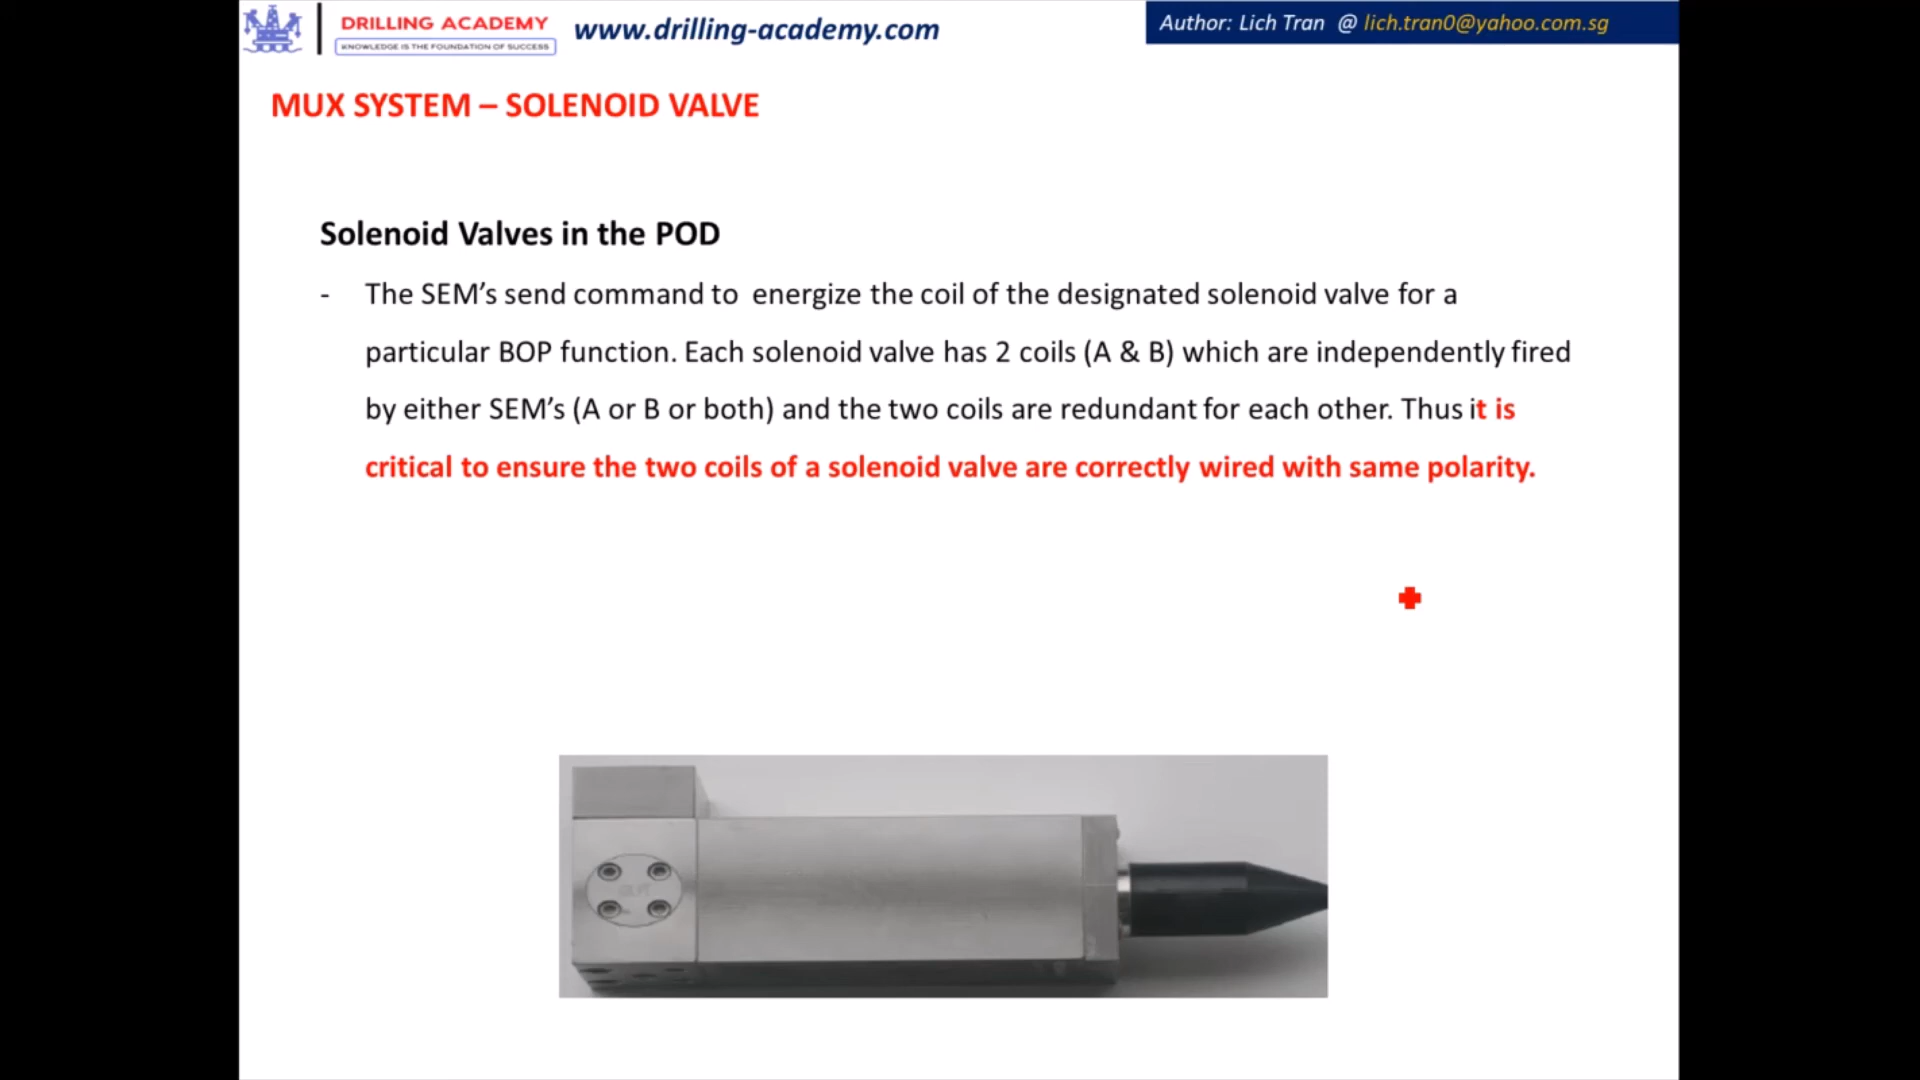 DRILLING ACADEMY
KNOWLEDGE IS THE FOUNDATION OF SUCCESS
www.drilling-academy.com
Author: Lich Tran @ lich.tran0@yahoo.com.sg
MUX SYSTEM – SOLENOID VALVE
Solenoid Valves in the POD
- The SEM’s send command to energize the coil of the designated solenoid valve for a
particular BOP function. Each solenoid valve has 2 coils (A & B) which are independently fired
by either SEM’s (A or B or both) and the two coils are redundant for each other. Thus it is
critical to ensure the two coils of a solenoid valve are correctly wired with same polarity.